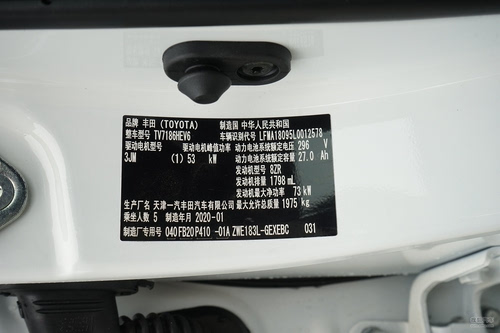 品牌 丰田 (TOYOTA) 制造国 中华人民共和国
整车型号 TV7186HEV6 车辆识别代号 LFMA18095L0012578
驱动电机型号 驱动电机峰值功率 动力电池系统额定电压 296 V
3JM (1) 53 kW 动力电池系统额定容量 27.0 Ah
发动机型号 8ZR
发动机排量 1798 mL
发动机最大净功率 73 kW
生产厂名 天津一汽丰田汽车有限公司 最大允许总质量 1975 kg
乘坐人数 5 制造年月 2020-01
制造厂专用号 040 FB20 P410 -01A ZWE183L-GEXEBC 031